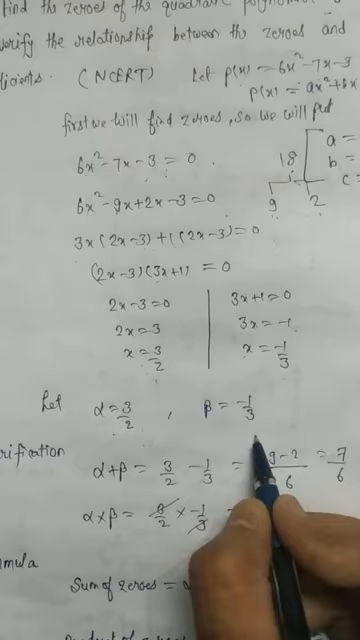 find the zeroes of the quadratic
verify the relationship between the zeroes and
(NCERT) Let p(x) = 6x²-7x-3
p(x) = ax²+bx
first we will find zeroes, so we will put
6x²-7x-3=0
18 a =
b =
c =
9 2
6x²-9x+2x-3=0
3x(2x-3)+1(2x-3)=0
(2x-3)(3x+1)=0
2x-3=0 3x+1=0
2x=3 3x=-1
x=3/2 x=-1/3
Let α=3/2 , β=-1/3
α+β = 3/2 -1/3 = 9-2/6 = 7/6
α×β = 3/2 × -1/3
Sum of zeroes =